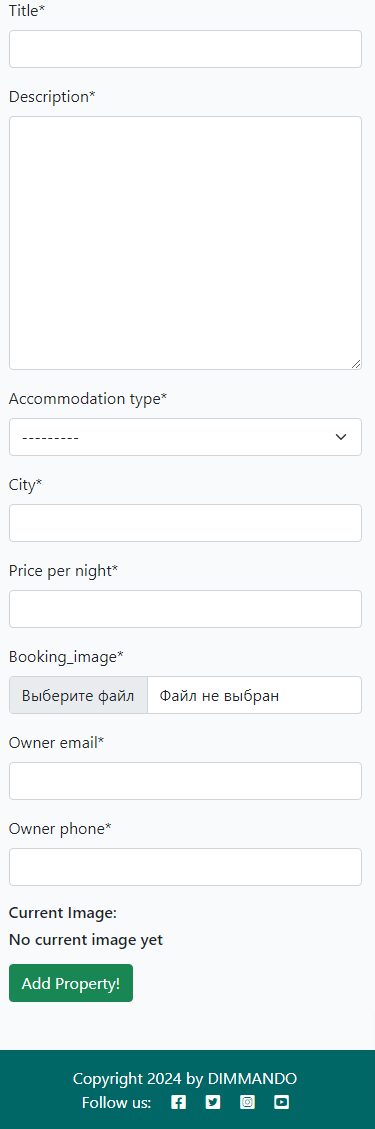 Title*
Description*
Accommodation type*
---------
City*
Price per night*
Booking_image*
Выберите файл Файл не выбран
Owner email*
Owner phone*
Current Image:
No current image yet
Add Property!
Copyright 2024 by DIMMANDO
Follow us: